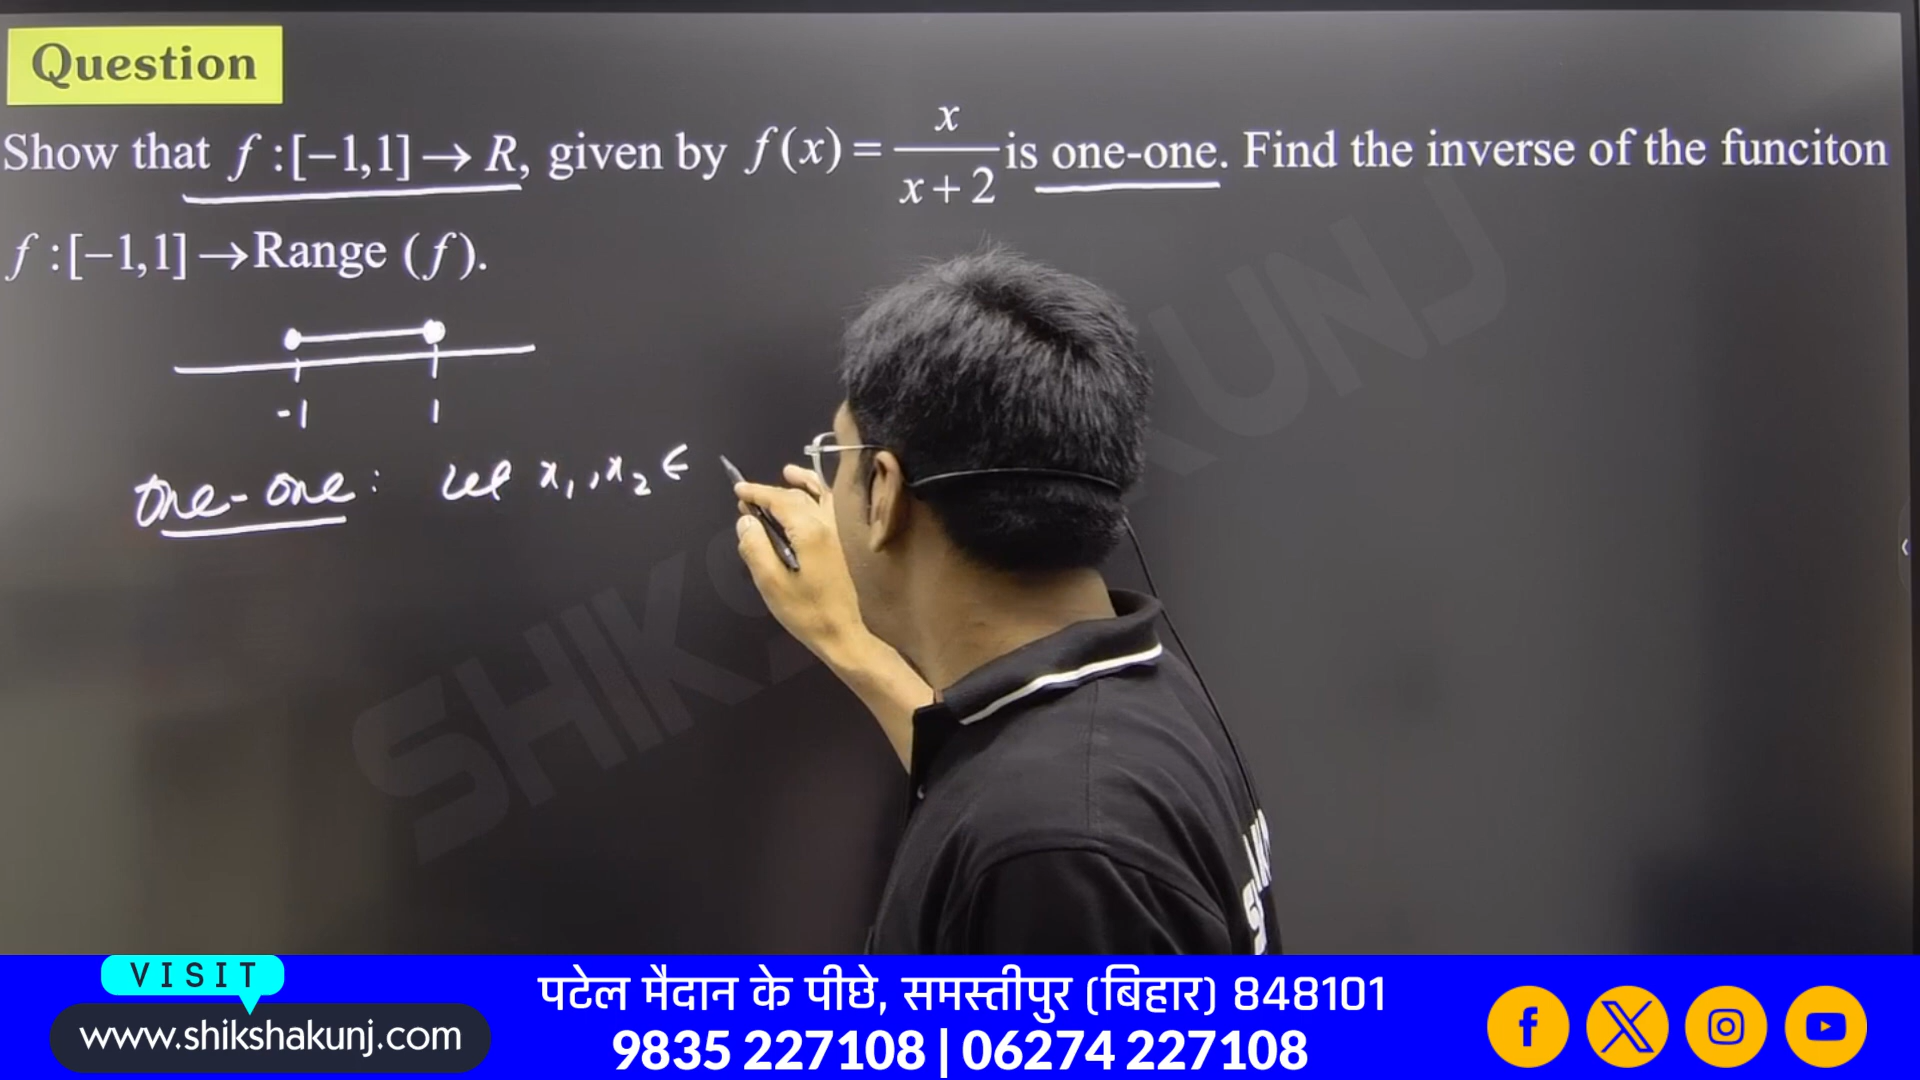 Question
Show that f : [−1,1] → R, given by f(x) = x / x + 2 is one-one. Find the inverse of the funciton
f : [−1,1] → Range (f).
-1 1
One-one : Let x₁, x₂ ∈
SHIKS KUNJ
VISIT
www.shikshakunj.com
पटेल मैदान के पीछे, समस्तीपुर (बिहार) 848101
9835 227108 | 06274 227108